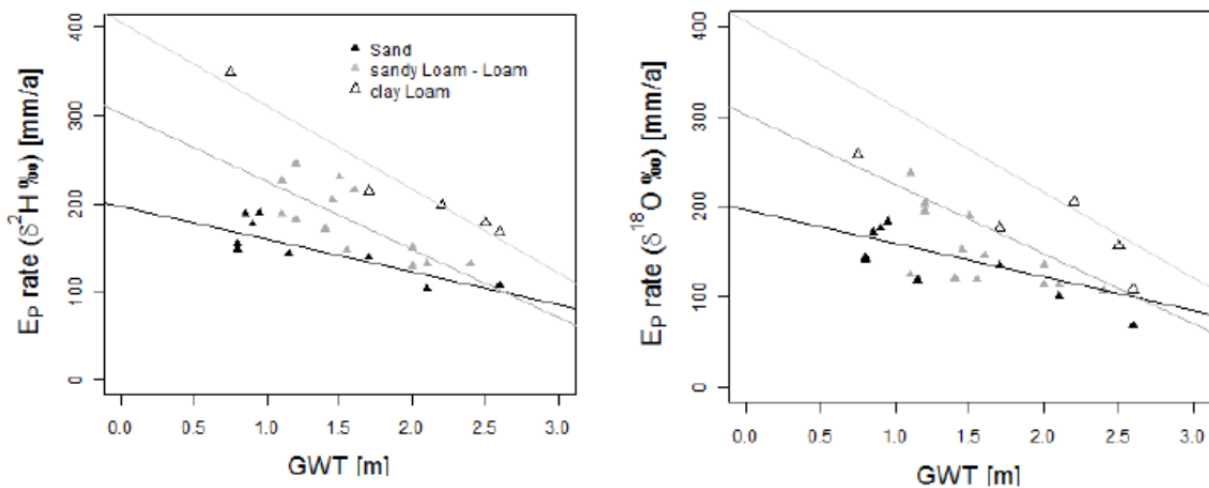 Sand
sandy Loam - Loam
clay Loam
E_P rate (δ²H ‰) [mm/a]
400
300
200
100
0
0.0 0.5 1.0 1.5 2.0 2.5 3.0
GWT [m]
E_P rate (δ¹⁸O ‰) [mm/a]
400
300
200
100
0
0.0 0.5 1.0 1.5 2.0 2.5 3.0
GWT [m]